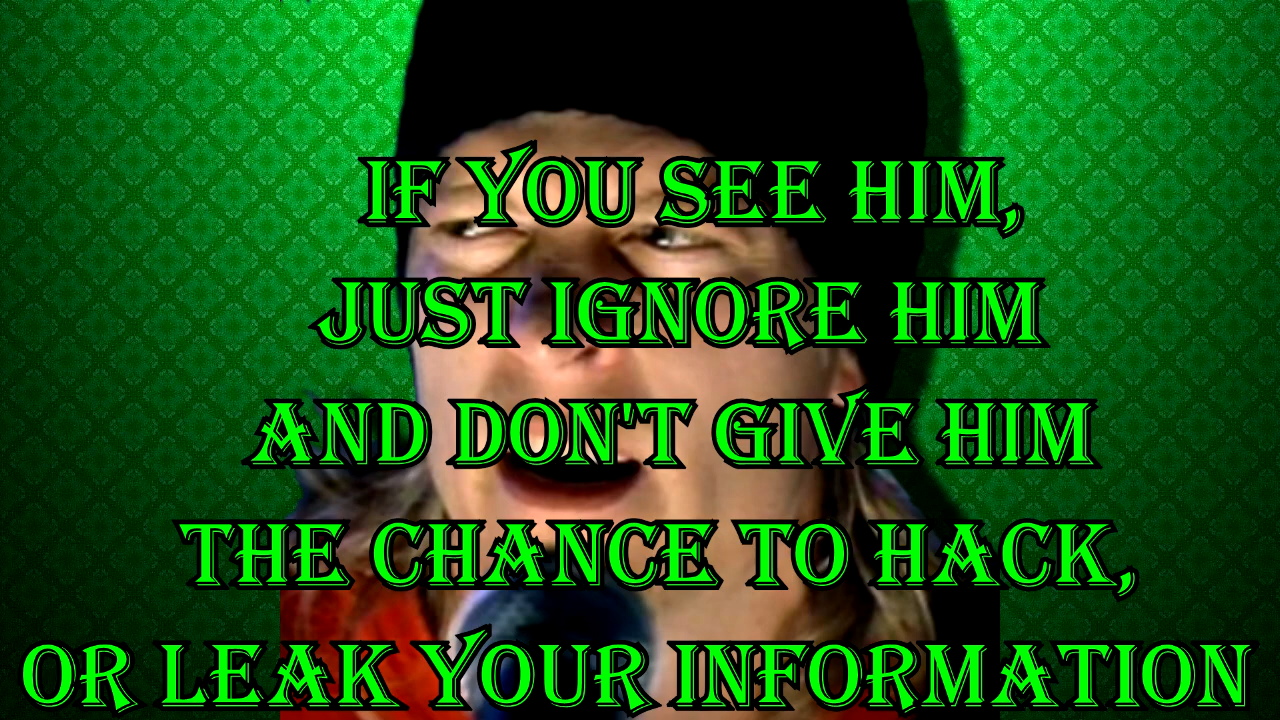 IF YOU SEE HIM,
JUST IGNORE HIM
AND DON'T GIVE HIM
THE CHANCE TO HACK,
OR LEAK YOUR INFORMATION